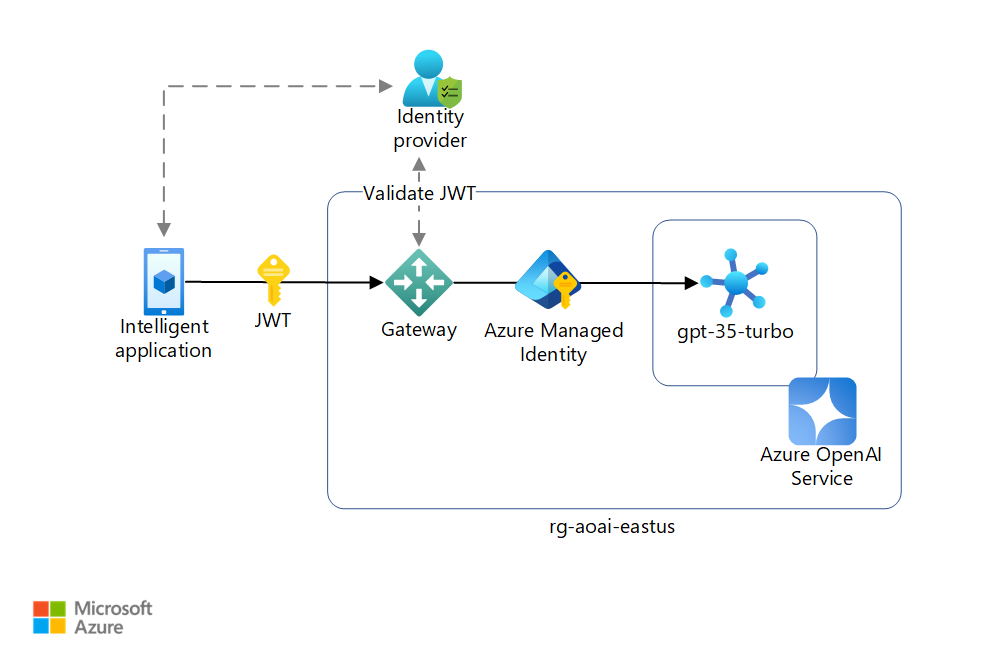 Identity
provider
Validate JWT
Intelligent
application
JWT
Gateway
Azure Managed
Identity
gpt-35-turbo
Azure OpenAI
Service
rg-aoai-eastus
Microsoft
Azure